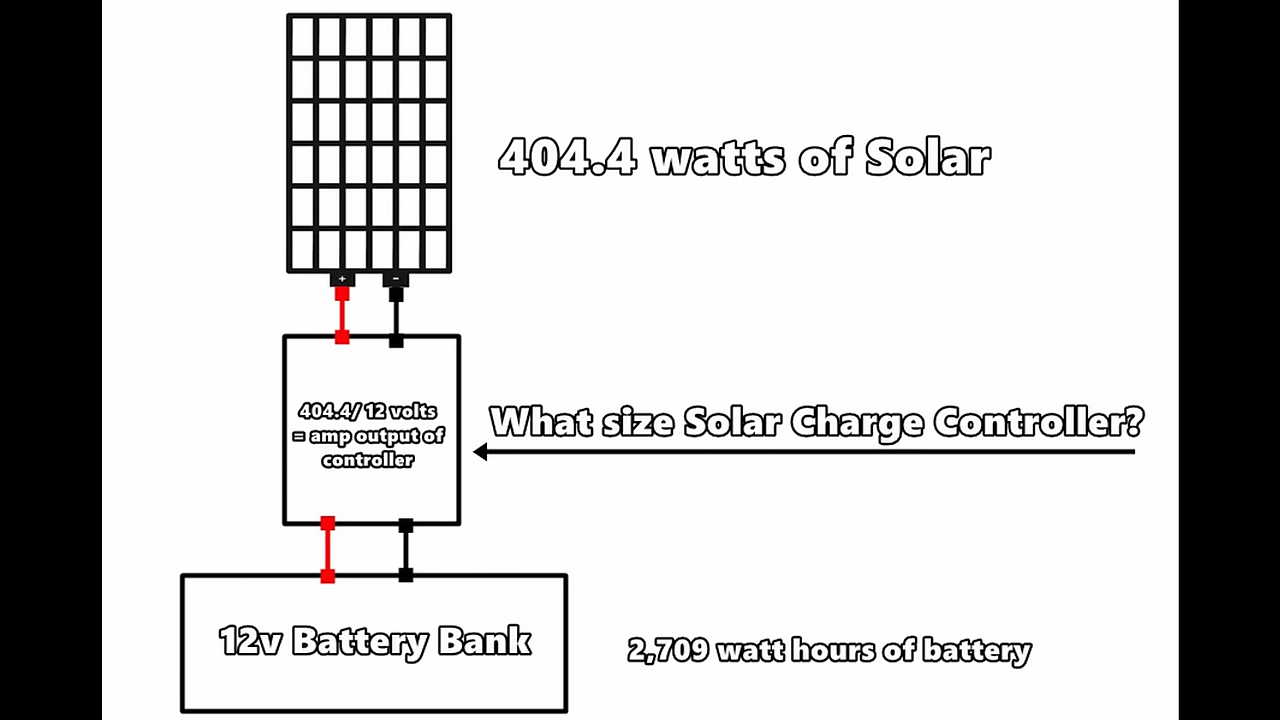 404.4 watts of Solar
+ −
404.4/ 12 volts
= amp output of
controller
What size Solar Charge Controller?
12v Battery Bank
2,709 watt hours of battery